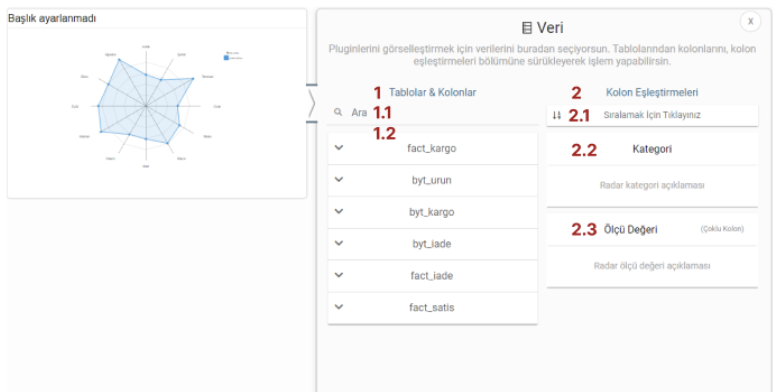 Başlık ayarlanmadı
Veri
X
Pluginlerini görselleştirmek için verilerini buradan seçiyorsun. Tablolarından kolonlarını, kolon
eşleştirmeleri bölümüne sürükleyerek işlem yapabilirsin.
1 Tablolar & Kolonlar
Ara 1.1
1.2
fact_kargo
byt_urun
byt_kargo
byt_iade
fact_iade
fact_satis
2 Kolon Eşleştirmeleri
2.1 Sıralamak İçin Tıklayınız
2.2 Kategori
Radar kategori açıklaması
2.3 Ölçü Değeri (Çoklu Kolon)
Radar ölçü değeri açıklaması